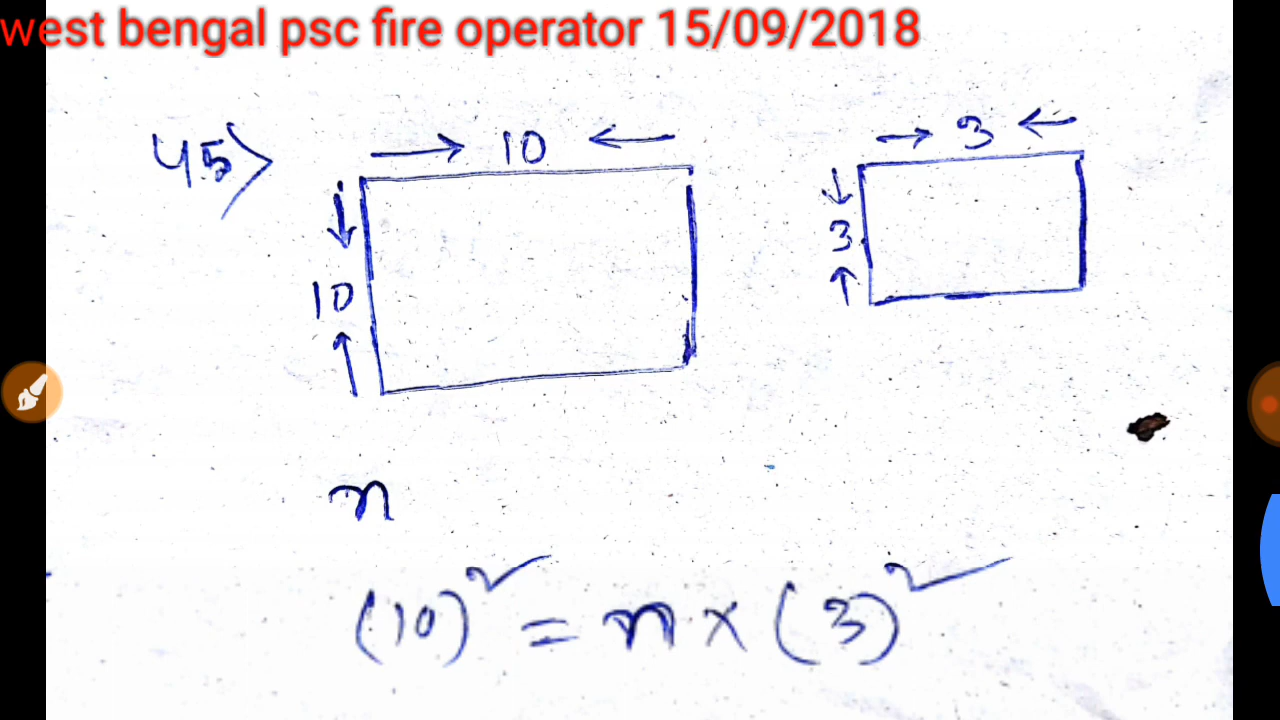 west bengal psc fire operator 15/09/2018
45>
→ 10 ←
→ 3 ←
↓
10
↑
↓
3
↑
n
(10)² = n × (3)²